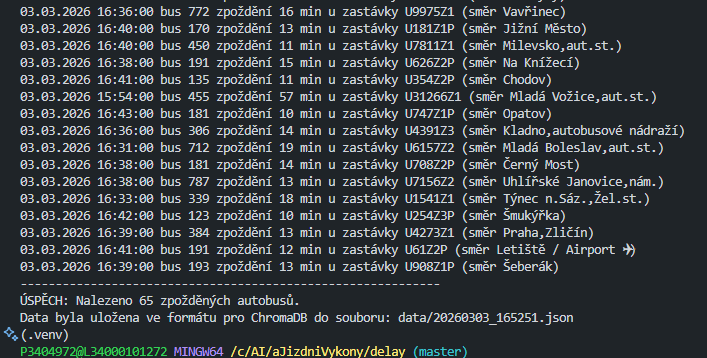 03.03.2026 16:36:00 bus 772 zpoždění 16 min u zastávky U9975Z1 (směr Vavřinec)
03.03.2026 16:40:00 bus 170 zpoždění 13 min u zastávky U181Z1P (směr Jižní Město)
03.03.2026 16:40:00 bus 450 zpoždění 11 min u zastávky U7811Z1 (směr Milevsko,aut.st.)
03.03.2026 16:38:00 bus 191 zpoždění 15 min u zastávky U626Z2P (směr Na Knížecí)
03.03.2026 16:41:00 bus 135 zpoždění 11 min u zastávky U354Z2P (směr Chodov)
03.03.2026 15:54:00 bus 455 zpoždění 57 min u zastávky U31266Z1 (směr Mladá Vožice,aut.st.)
03.03.2026 16:43:00 bus 181 zpoždění 10 min u zastávky U747Z1P (směr Opatov)
03.03.2026 16:36:00 bus 306 zpoždění 14 min u zastávky U4391Z3 (směr Kladno,autobusové nádraží)
03.03.2026 16:31:00 bus 712 zpoždění 19 min u zastávky U6157Z2 (směr Mladá Boleslav,aut.st.)
03.03.2026 16:38:00 bus 181 zpoždění 14 min u zastávky U708Z2P (směr Černý Most)
03.03.2026 16:38:00 bus 787 zpoždění 13 min u zastávky U7156Z2 (směr Uhlířské Janovice,nám.)
03.03.2026 16:33:00 bus 339 zpoždění 18 min u zastávky U1541Z1 (směr Týnec n.Sáz.,Žel.st.)
03.03.2026 16:42:00 bus 123 zpoždění 10 min u zastávky U254Z3P (směr Šmukýřka)
03.03.2026 16:39:00 bus 384 zpoždění 13 min u zastávky U4273Z1 (směr Praha,Zličín)
03.03.2026 16:41:00 bus 191 zpoždění 12 min u zastávky U61Z2P (směr Letiště / Airport ✈)
03.03.2026 16:39:00 bus 193 zpoždění 13 min u zastávky U908Z1P (směr Šeberák)
------------------------------------------------------------
ÚSPĚCH: Nalezeno 65 zpožděných autobusů.
Data byla uložena ve formátu pro ChromaDB do souboru: data/20260303_165251.json
(.venv)
P3404972@L34000101272 MINGW64 /c/AI/aJizdniVykony/delay (master)